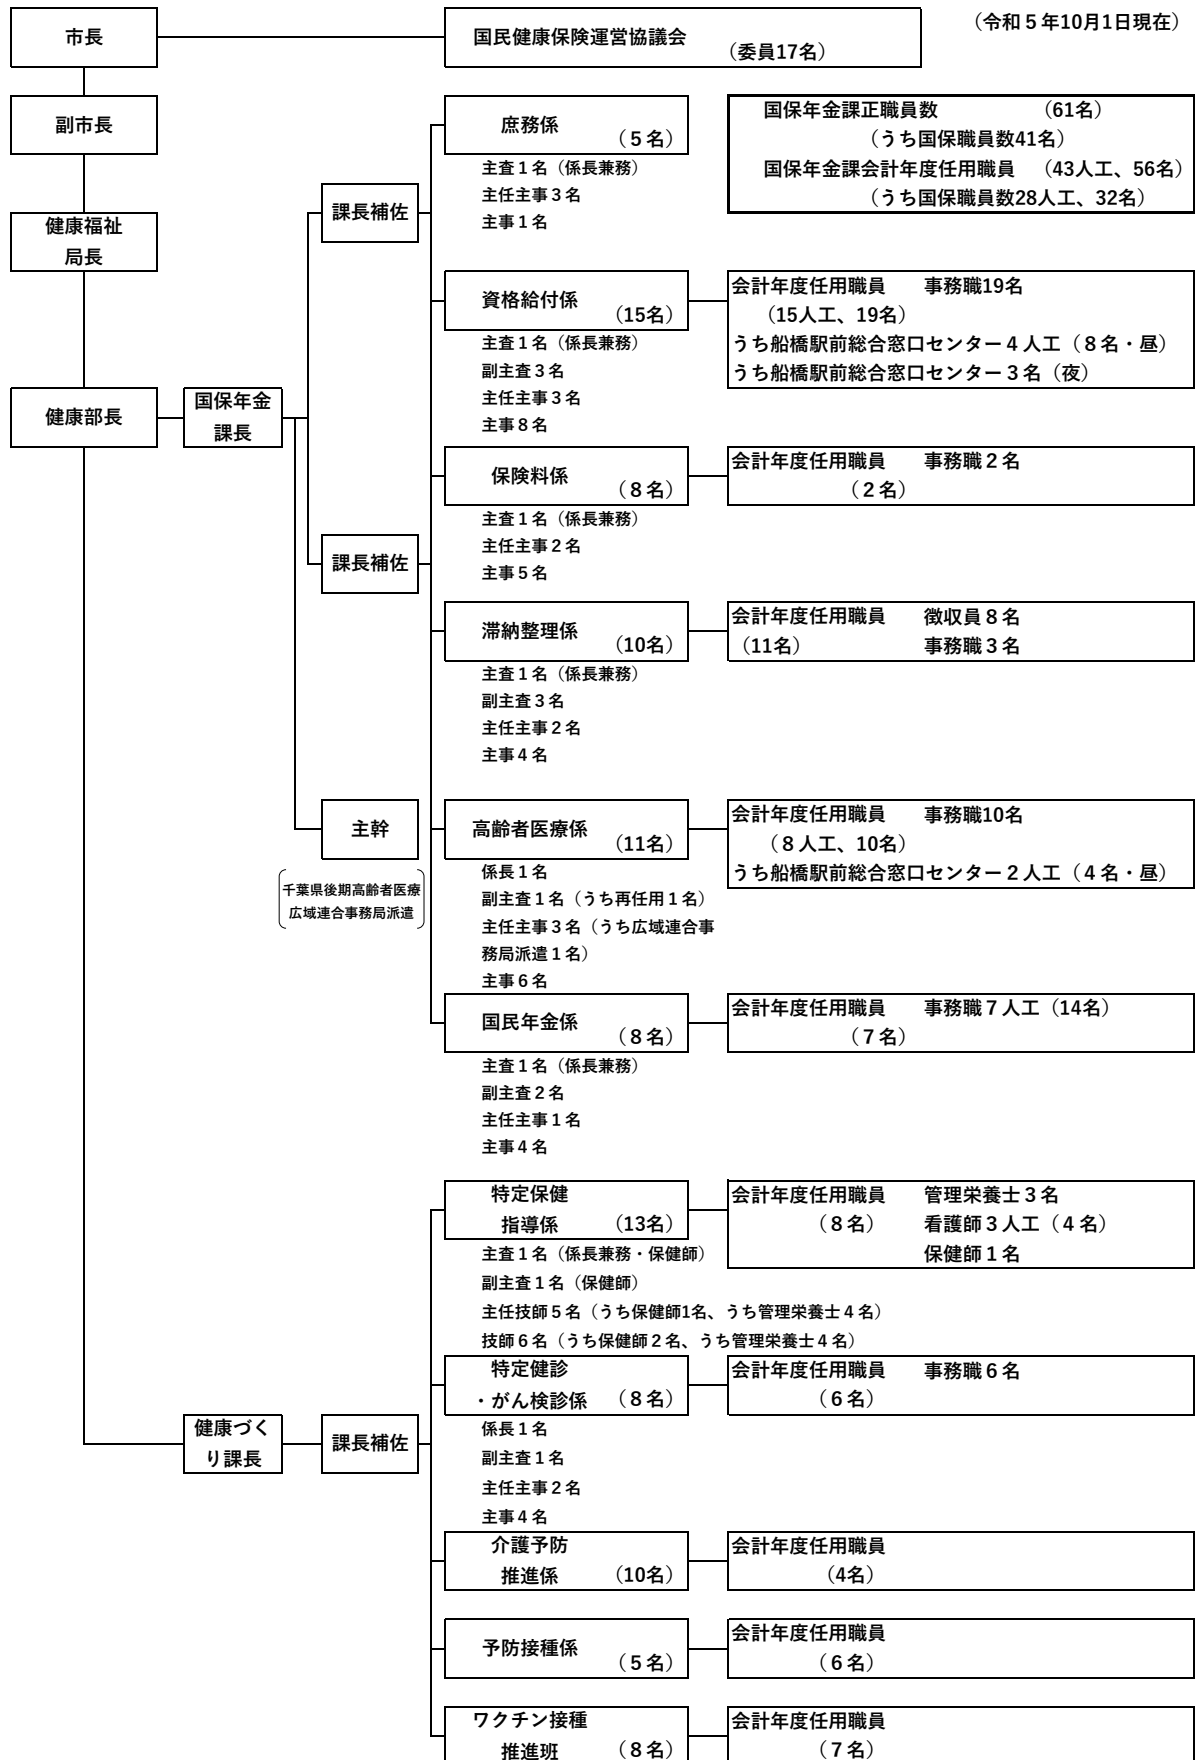 （令和５年10月1日現在）
市長
国民健康保険運営協議会
（委員17名）
副市長
庶務係
（５名）
主査１名（係長兼務）
主任主事３名
主事１名
国保年金課正職員数　（61名）
（うち国保職員数41名）
国保年金課会計年度任用職員　（43人工、56名）
（うち国保職員数28人工、32名）
課長補佐
健康福祉
局長
資格給付係
（15名）
主査１名（係長兼務）
副主査３名
主任主事３名
主事８名
会計年度任用職員　事務職19名
（15人工、19名）
うち船橋駅前総合窓口センター４人工（８名・昼）
うち船橋駅前総合窓口センター３名（夜）
健康部長
国保年金
課長
保険料係
（８名）
主査１名（係長兼務）
主任主事２名
主事５名
会計年度任用職員　事務職２名
（２名）
課長補佐
滞納整理係
（10名）
主査１名（係長兼務）
副主査３名
主任主事２名
主事４名
会計年度任用職員　徴収員８名
（11名）　事務職３名
主幹
千葉県後期高齢者医療
広域連合事務局派遣
高齢者医療係
（11名）
係長１名
副主査１名（うち再任用１名）
主任主事３名（うち広域連合事
務局派遣１名）
主事６名
会計年度任用職員　事務職10名
（８人工、10名）
うち船橋駅前総合窓口センター２人工（４名・昼）
国民年金係
（８名）
主査１名（係長兼務）
副主査２名
主任主事１名
主事４名
会計年度任用職員　事務職７人工（14名）
（７名）
特定保健
指導係　（13名）
主査１名（係長兼務・保健師）
副主査１名（保健師）
主任技師５名（うち保健師1名、うち管理栄養士４名）
技師６名（うち保健師２名、うち管理栄養士４名）
会計年度任用職員　管理栄養士３名
（８名）　看護師３人工（４名）
保健師１名
特定健診
・がん検診係　（８名）
係長１名
副主査１名
主任主事２名
主事４名
会計年度任用職員　事務職６名
（６名）
健康づく
り課長
課長補佐
介護予防
推進係　（10名）
会計年度任用職員
（4名）
予防接種係
（５名）
会計年度任用職員
（６名）
ワクチン接種
推進班　（８名）
会計年度任用職員
（７名）